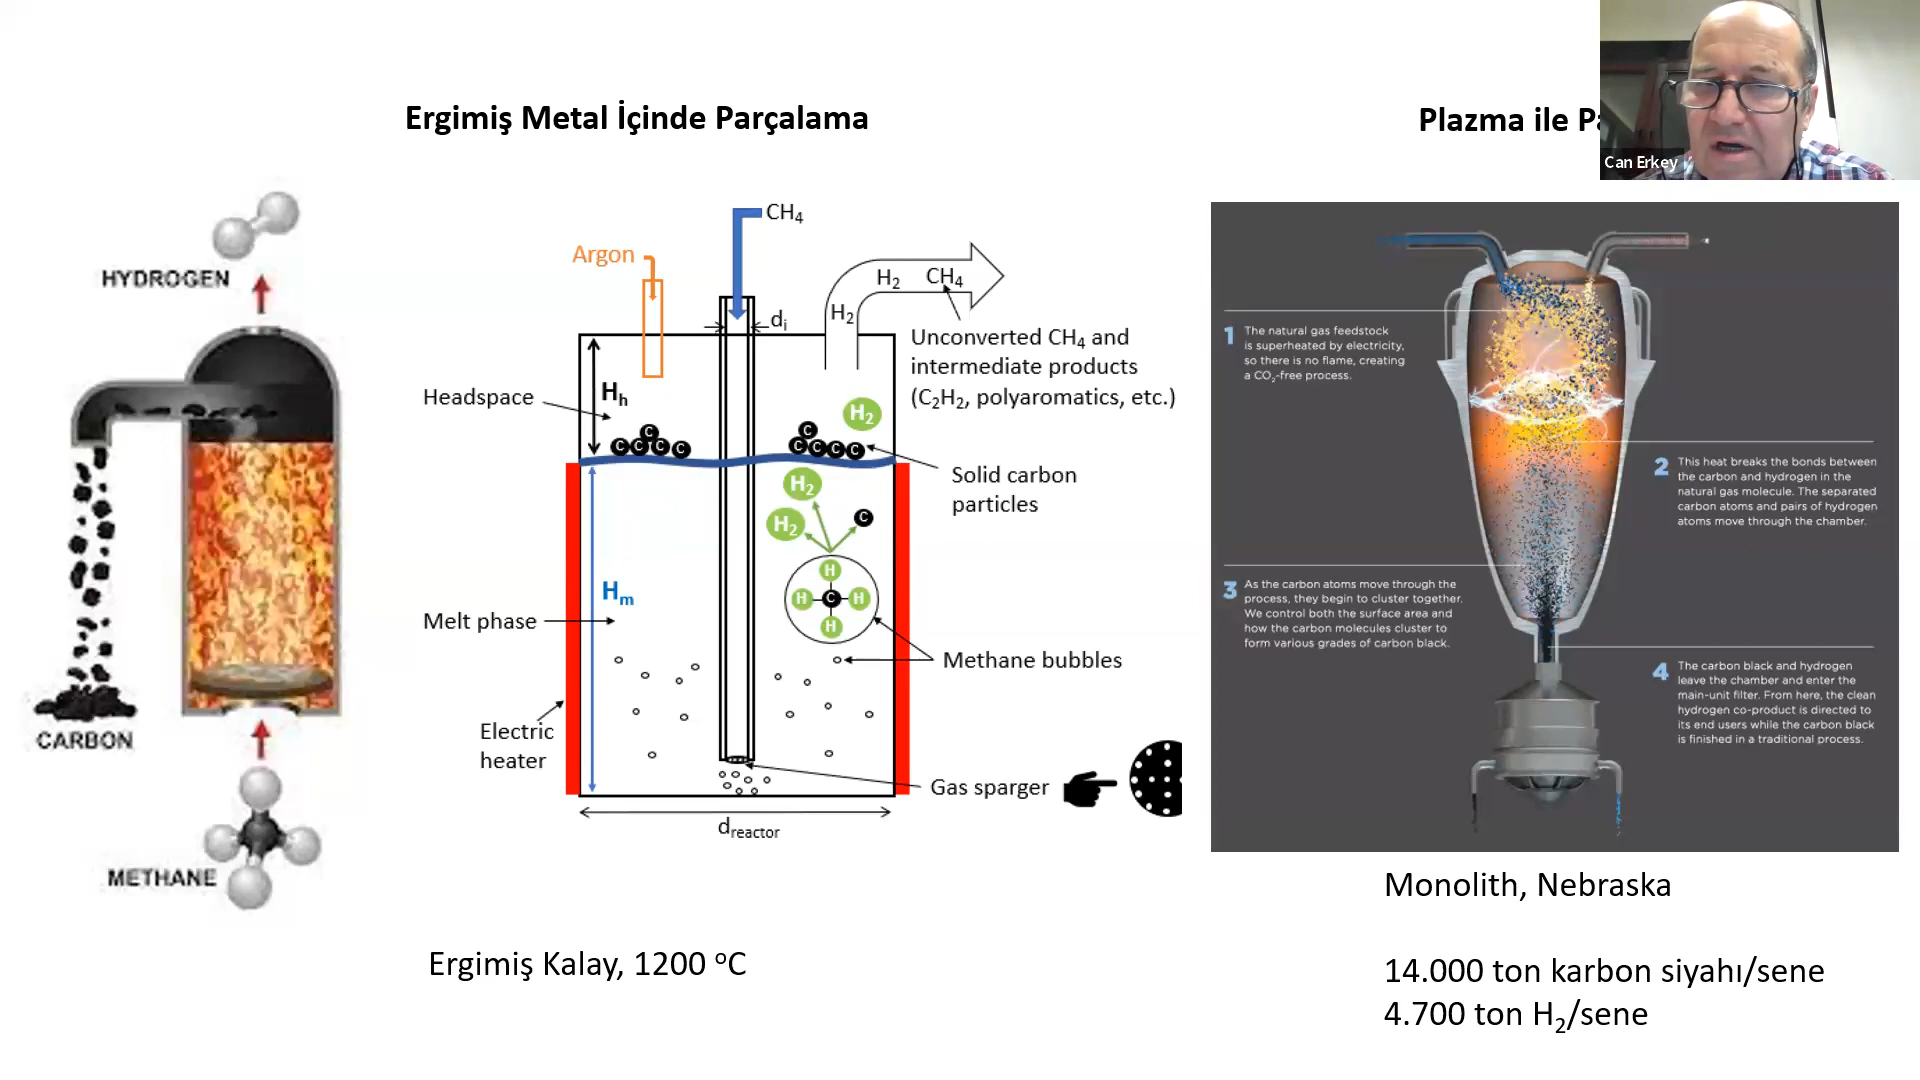 Ergimiş Metal İçinde Parçalama
Plazma ile
Can Erkey
HYDROGEN
CARBON
METHANE
CH4
Argon
H2 CH4
H2
di
Unconverted CH4 and
intermediate products
(C2H2, polyaromatics, etc.)
Headspace
Hh
H2
C
C C C C
C
C C C C
Solid carbon
particles
H2
H2
C
H
H C H
H
Hm
Melt phase
Methane bubbles
Electric
heater
Gas sparger
dreactor
Ergimiş Kalay, 1200 °C
1 The natural gas feedstock
is superheated by electricity,
so there is no flame, creating
a CO2-free process.
2 This heat breaks the bonds between
the carbon and hydrogen in the
natural gas molecule. The separated
carbon atoms and pairs of hydrogen
atoms move through the chamber.
3 As the carbon atoms move through the
process, they begin to cluster together.
We control both the surface area and
how the carbon molecules cluster to
form various grades of carbon black.
4 The carbon black and hydrogen
leave the chamber and enter the
main-unit filter. From here, the clean
hydrogen co-product is directed to
its end users while the carbon black
is finished in a traditional process.
Monolith, Nebraska
14.000 ton karbon siyahı/sene
4.700 ton H2/sene